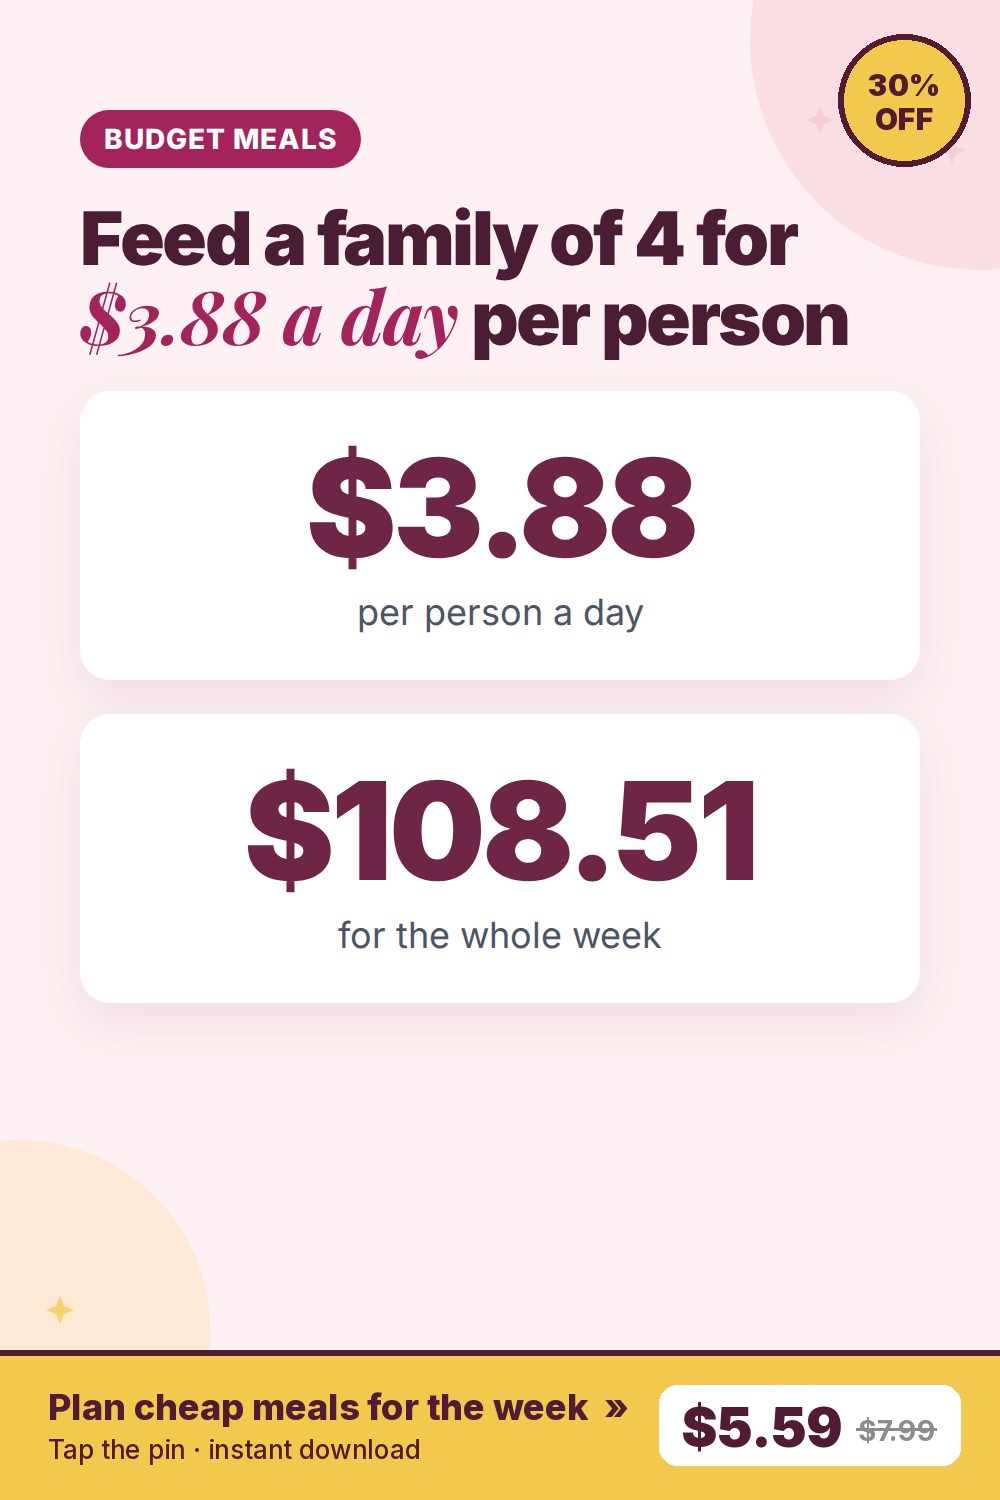 30%
OFF
BUDGET MEALS
Feed a family of 4 for
$3.88 a day per person
$3.88
per person a day
$108.51
for the whole week
Plan cheap meals for the week »
Tap the pin · instant download
$5.59 $7.99